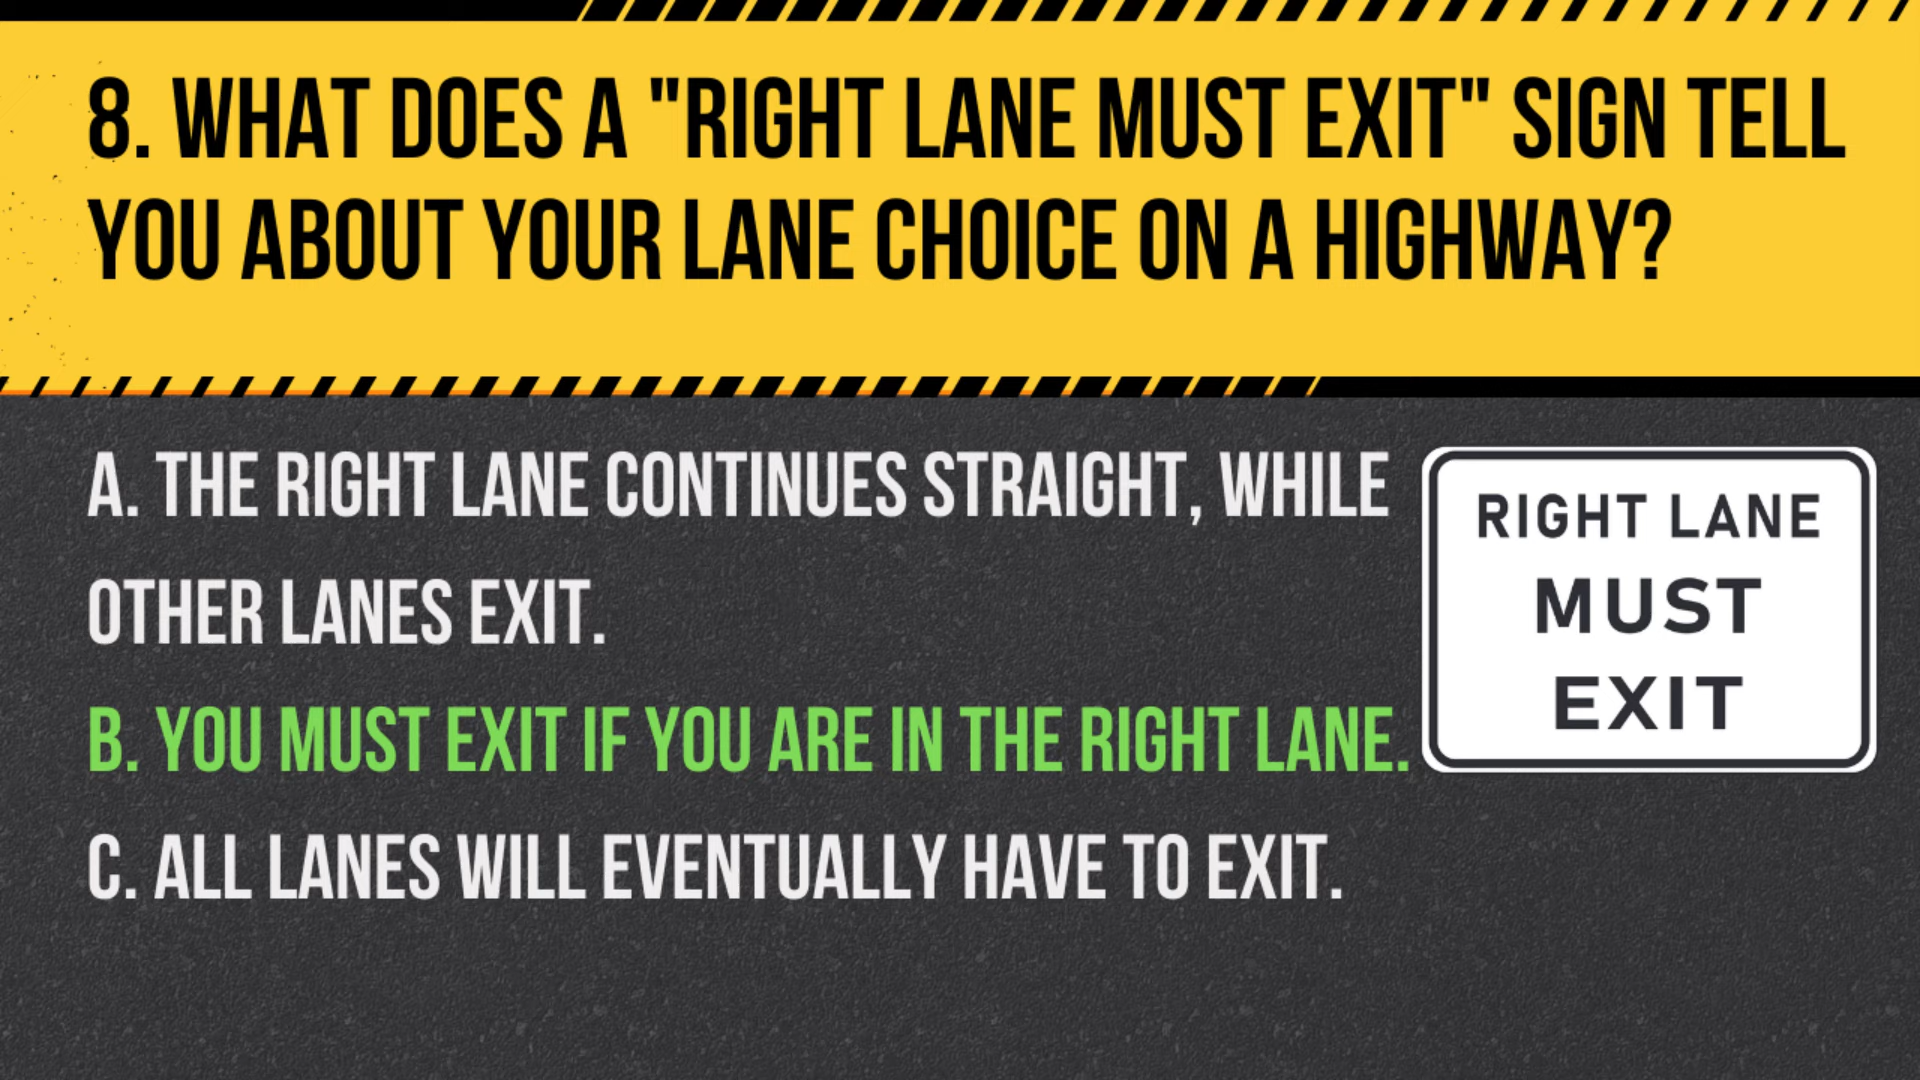 8. WHAT DOES A "RIGHT LANE MUST EXIT" SIGN TELL
YOU ABOUT YOUR LANE CHOICE ON A HIGHWAY?
A. THE RIGHT LANE CONTINUES STRAIGHT, WHILE
OTHER LANES EXIT.
B. YOU MUST EXIT IF YOU ARE IN THE RIGHT LANE.
C. ALL LANES WILL EVENTUALLY HAVE TO EXIT.
RIGHT LANE
MUST
EXIT